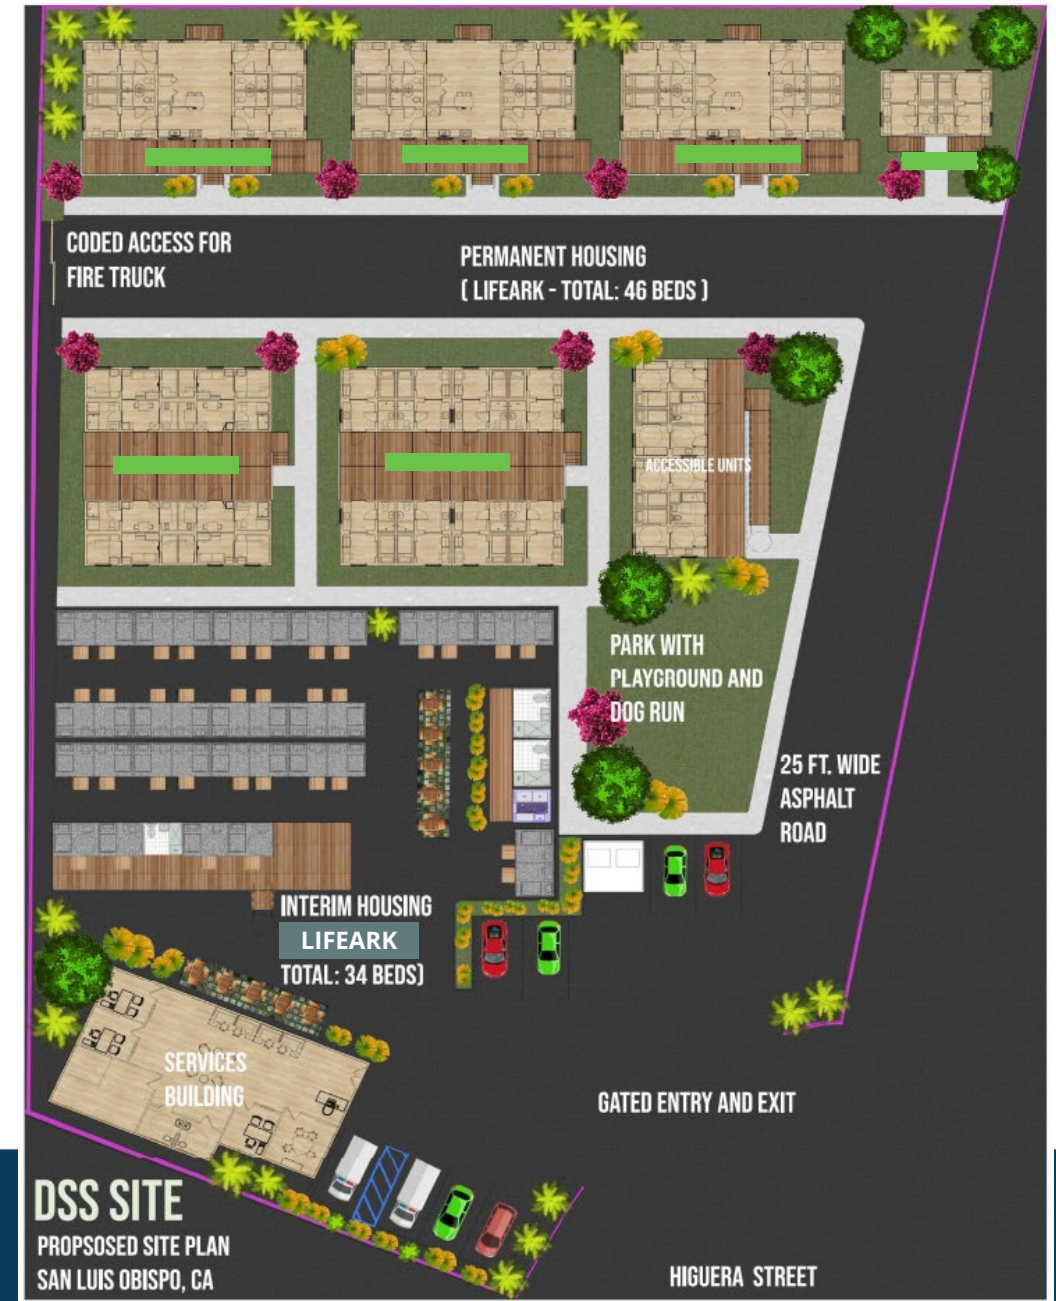 CODED ACCESS FOR
FIRE TRUCK
PERMANENT HOUSING
( LIFEARK - TOTAL: 46 BEDS )
ACCESSIBLE UNITS
PARK WITH
PLAYGROUND AND
DOG RUN
25 FT. WIDE
ASPHALT
ROAD
INTERIM HOUSING
LIFEARK
TOTAL: 34 BEDS)
SERVICES
BUILDING
GATED ENTRY AND EXIT
DSS SITE
PROPSOSED SITE PLAN
SAN LUIS OBISPO, CA
HIGUERA STREET